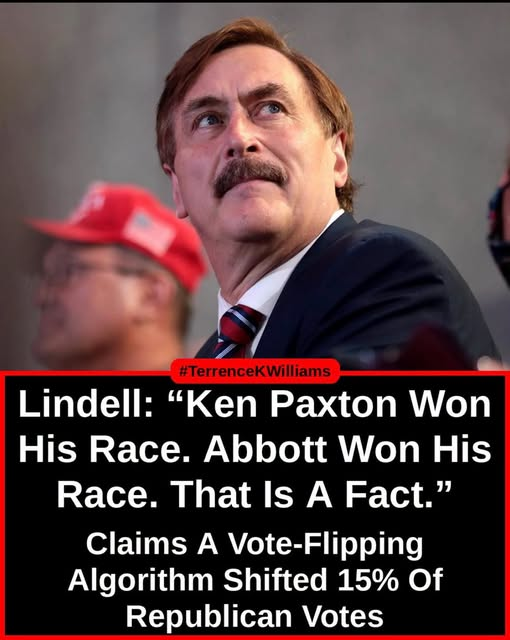 #TerrenceKWilliams
Lindell: “Ken Paxton Won
His Race. Abbott Won His
Race. That Is A Fact.”
Claims A Vote-Flipping
Algorithm Shifted 15% Of
Republican Votes